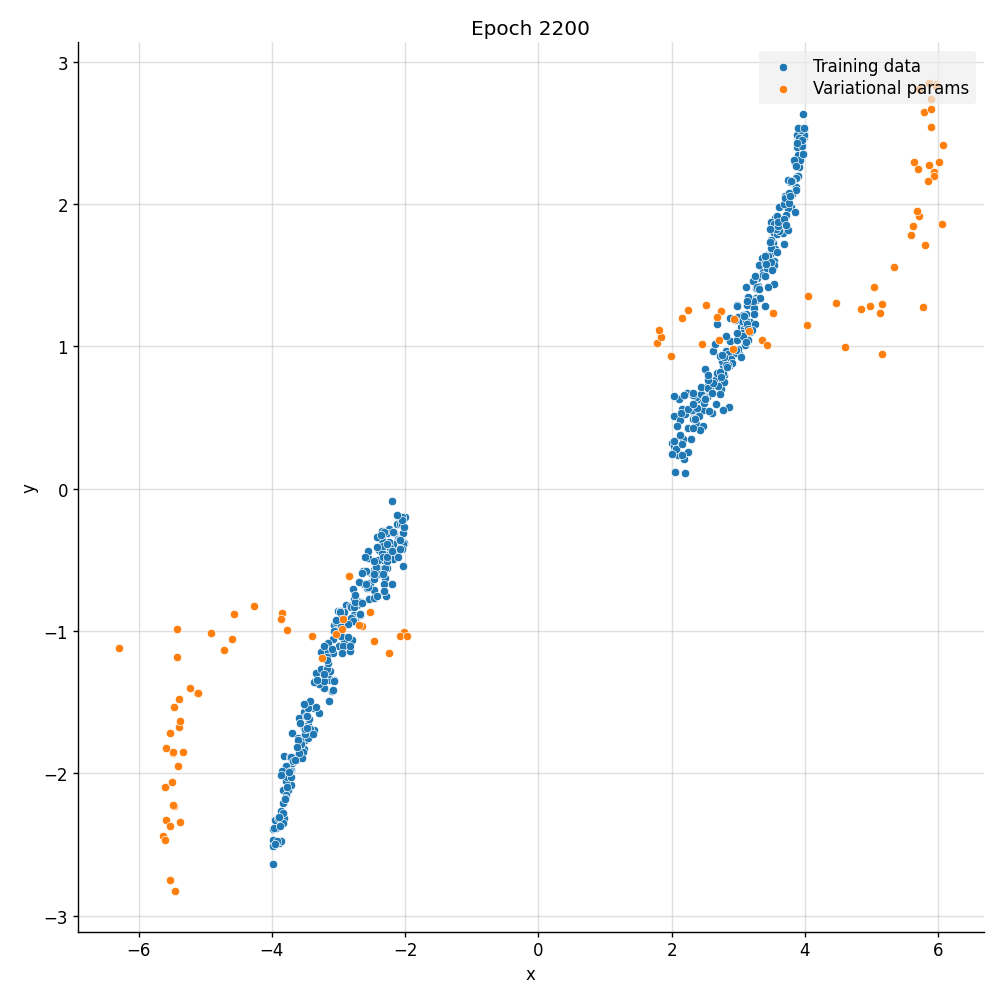 Epoch 2200
Training data
Variational params
3
2
1
0
−1
−2
−3
y
−6 −4 −2 0 2 4 6
x